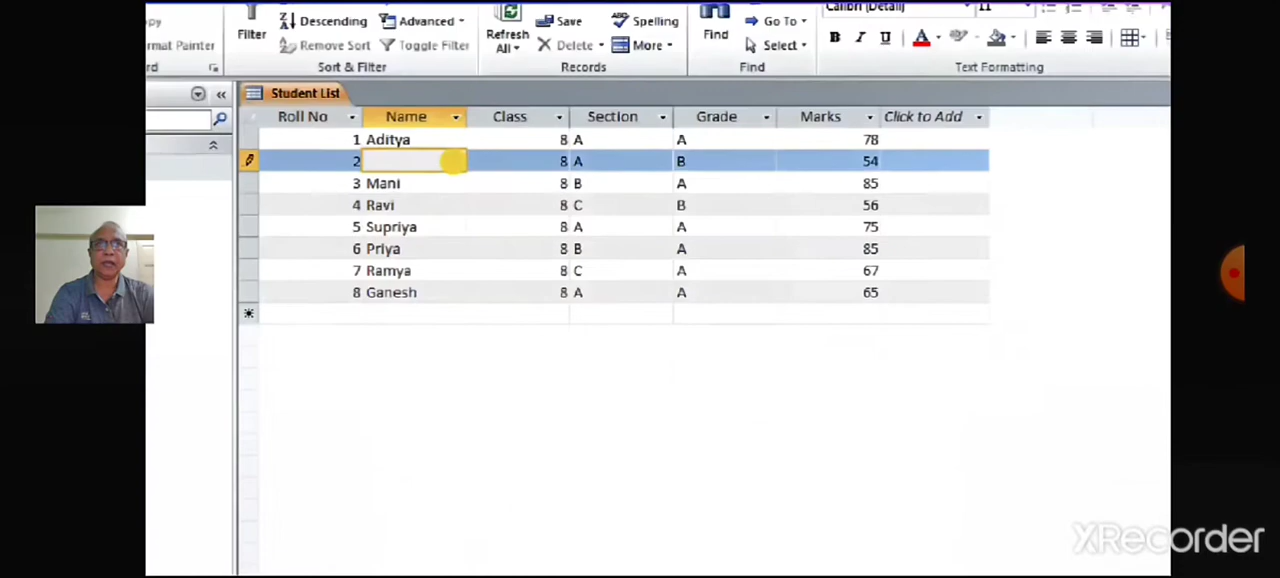 Calibri (Detail) 11
Descending Advanced Save Spelling Go To
Filter Remove Sort Toggle Filter Refresh All Delete More Find Select B I U A
Format Painter
Sort & Filter Records Find Text Formatting
Student List
Roll No Name Class Section Grade Marks Click to Add
1 Aditya 8 A A 78
2 8 A B 54
3 Mani 8 B A 85
4 Ravi 8 C B 56
5 Supriya 8 A A 75
6 Priya 8 B A 85
7 Ramya 8 C A 67
8 Ganesh 8 A A 65
XRecorder